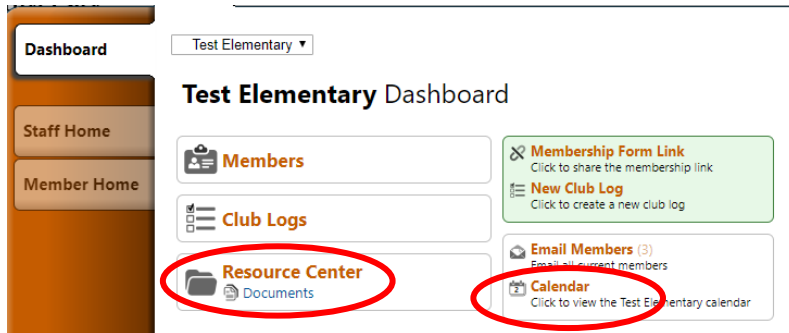 Dashboard
Test Elementary ▼
Test Elementary Dashboard
Staff Home
Member Home
Members
Club Logs
Resource Center
Documents
Membership Form Link
Click to share the membership link
New Club Log
Click to create a new club log
Email Members (3)
Email all current members
2
Calendar
Click to view the Test Elementary calendar